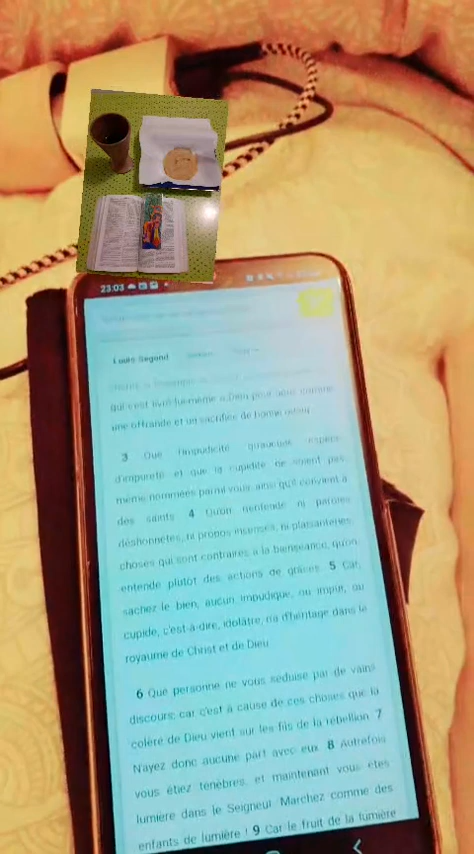 23:03
Louis Segond
qui s'est livré lui-même à Dieu pour nous comme
une offrande et un sacrifice de bonne odeur.
3 Que l'impudicité, qu'aucune espèce
d'impureté, et que la cupidité, ne soient pas
même nommées parmi vous, ainsi qu'il convient à
des saints. 4 Qu'on n'entende ni paroles
déshonnêtes, ni propos insensés, ni plaisanteries,
choses qui sont contraires à la bienséance; qu'on
entende plutôt des actions de grâces. 5 Car,
sachez-le bien, aucun impudique, ou impur, ou
cupide, c'est-à-dire, idolâtre, n'a d'héritage dans le
royaume de Christ et de Dieu.
6 Que personne ne vous séduise par de vains
discours; car c'est à cause de ces choses que la
colère de Dieu vient sur les fils de la rébellion. 7
N'ayez donc aucune part avec eux. 8 Autrefois
vous étiez ténèbres, et maintenant vous êtes
lumière dans le Seigneur. Marchez comme des
enfants de lumière ! 9 Car le fruit de la lumière